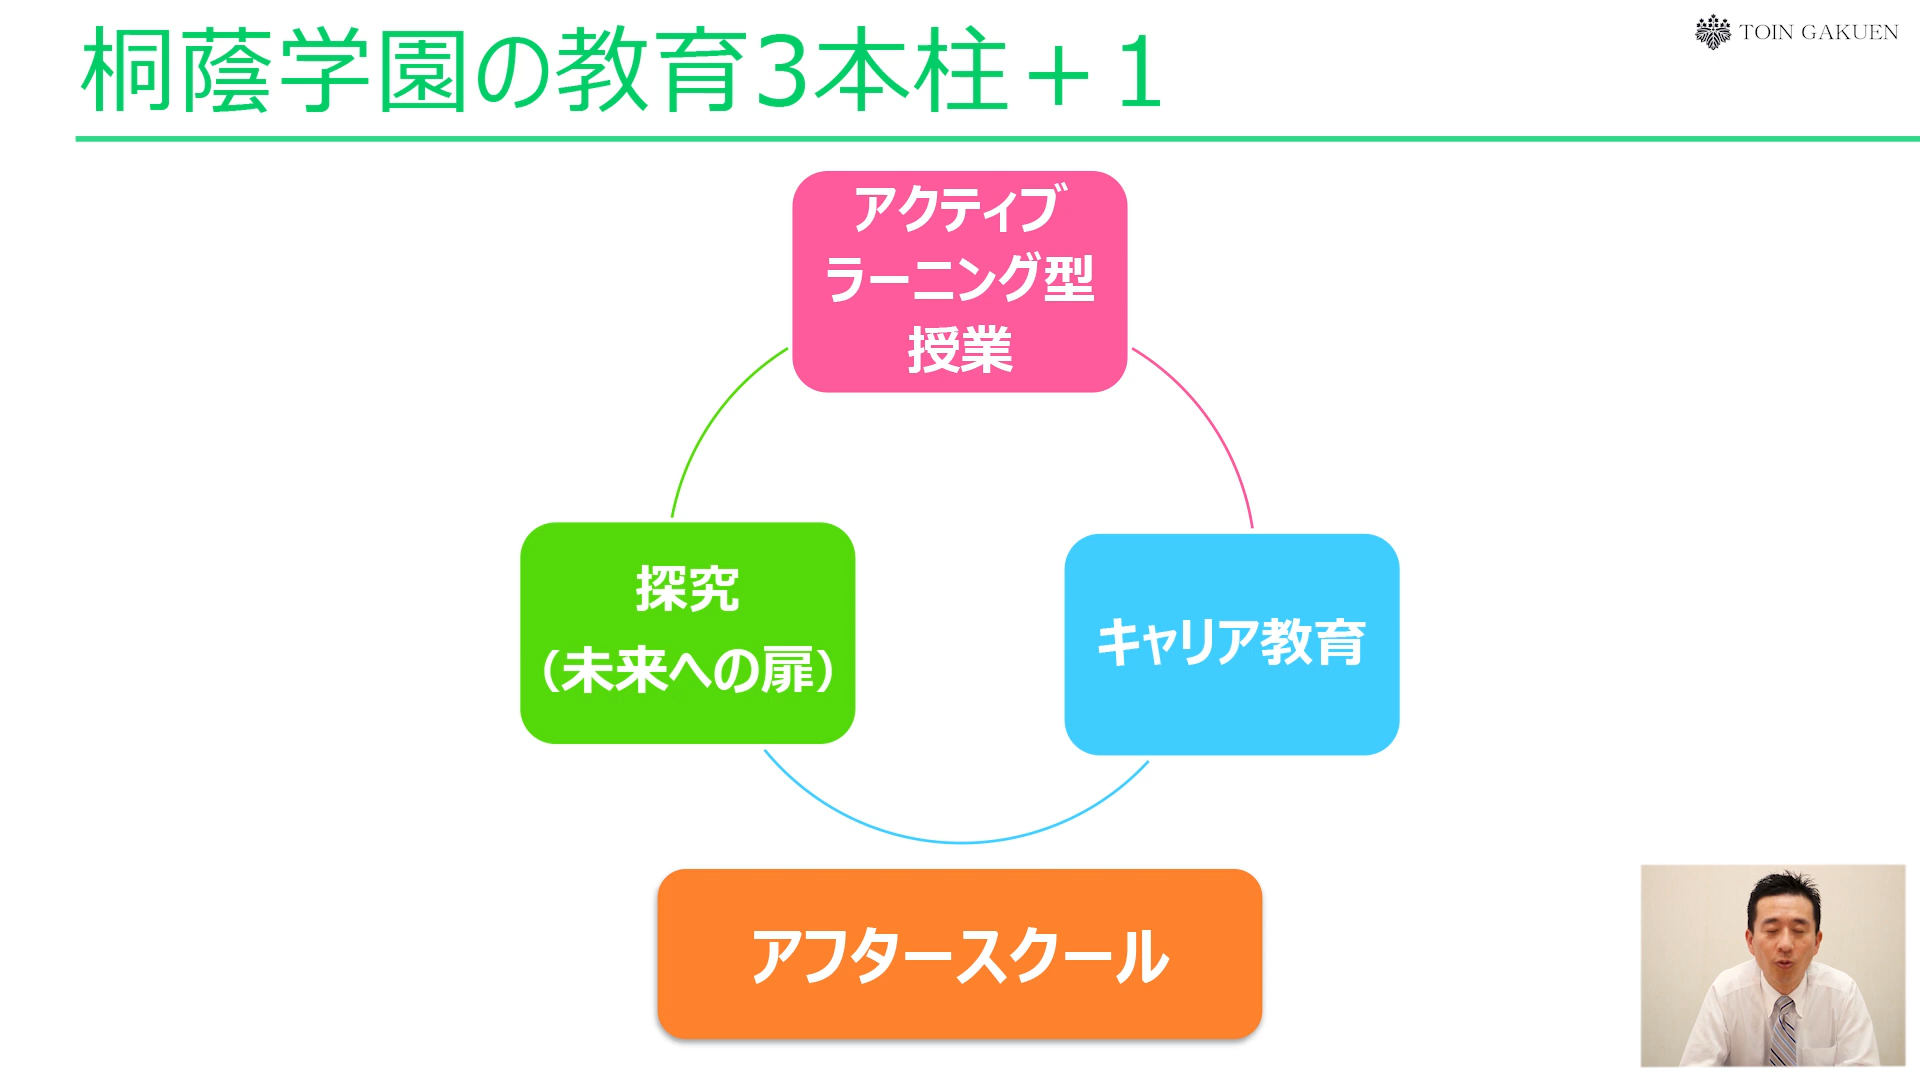 桐蔭学園の教育3本柱＋1
TOIN GAKUEN
アクティブ
ラーニング型
授業
探究
（未来への扉）
キャリア教育
アフタースクール